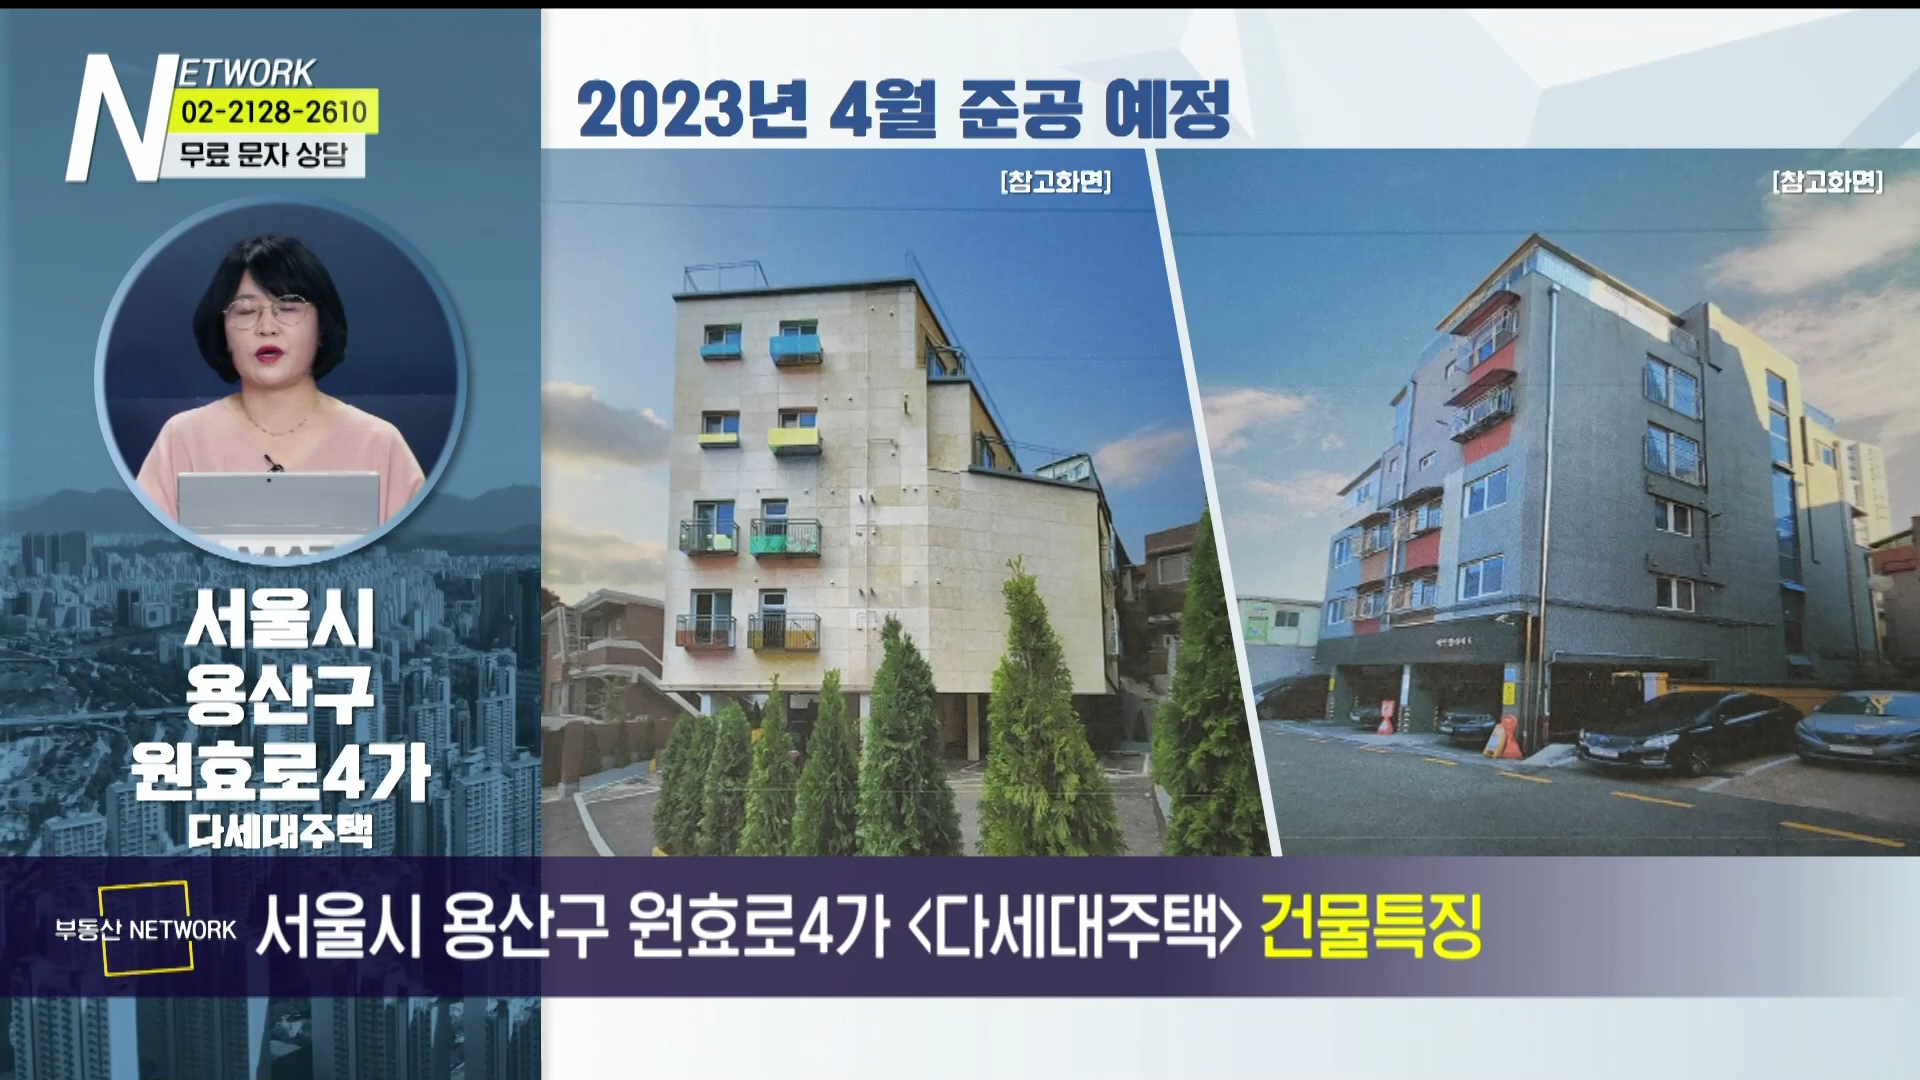 NETWORK
02-2128-2610
무료 문자 상담
2023년 4월 준공 예정
[참고화면]
[참고화면]
서울시
용산구
원효로4가
다세대주택
부동산 NETWORK
서울시 용산구 원효로4가 <다세대주택> 건물특징